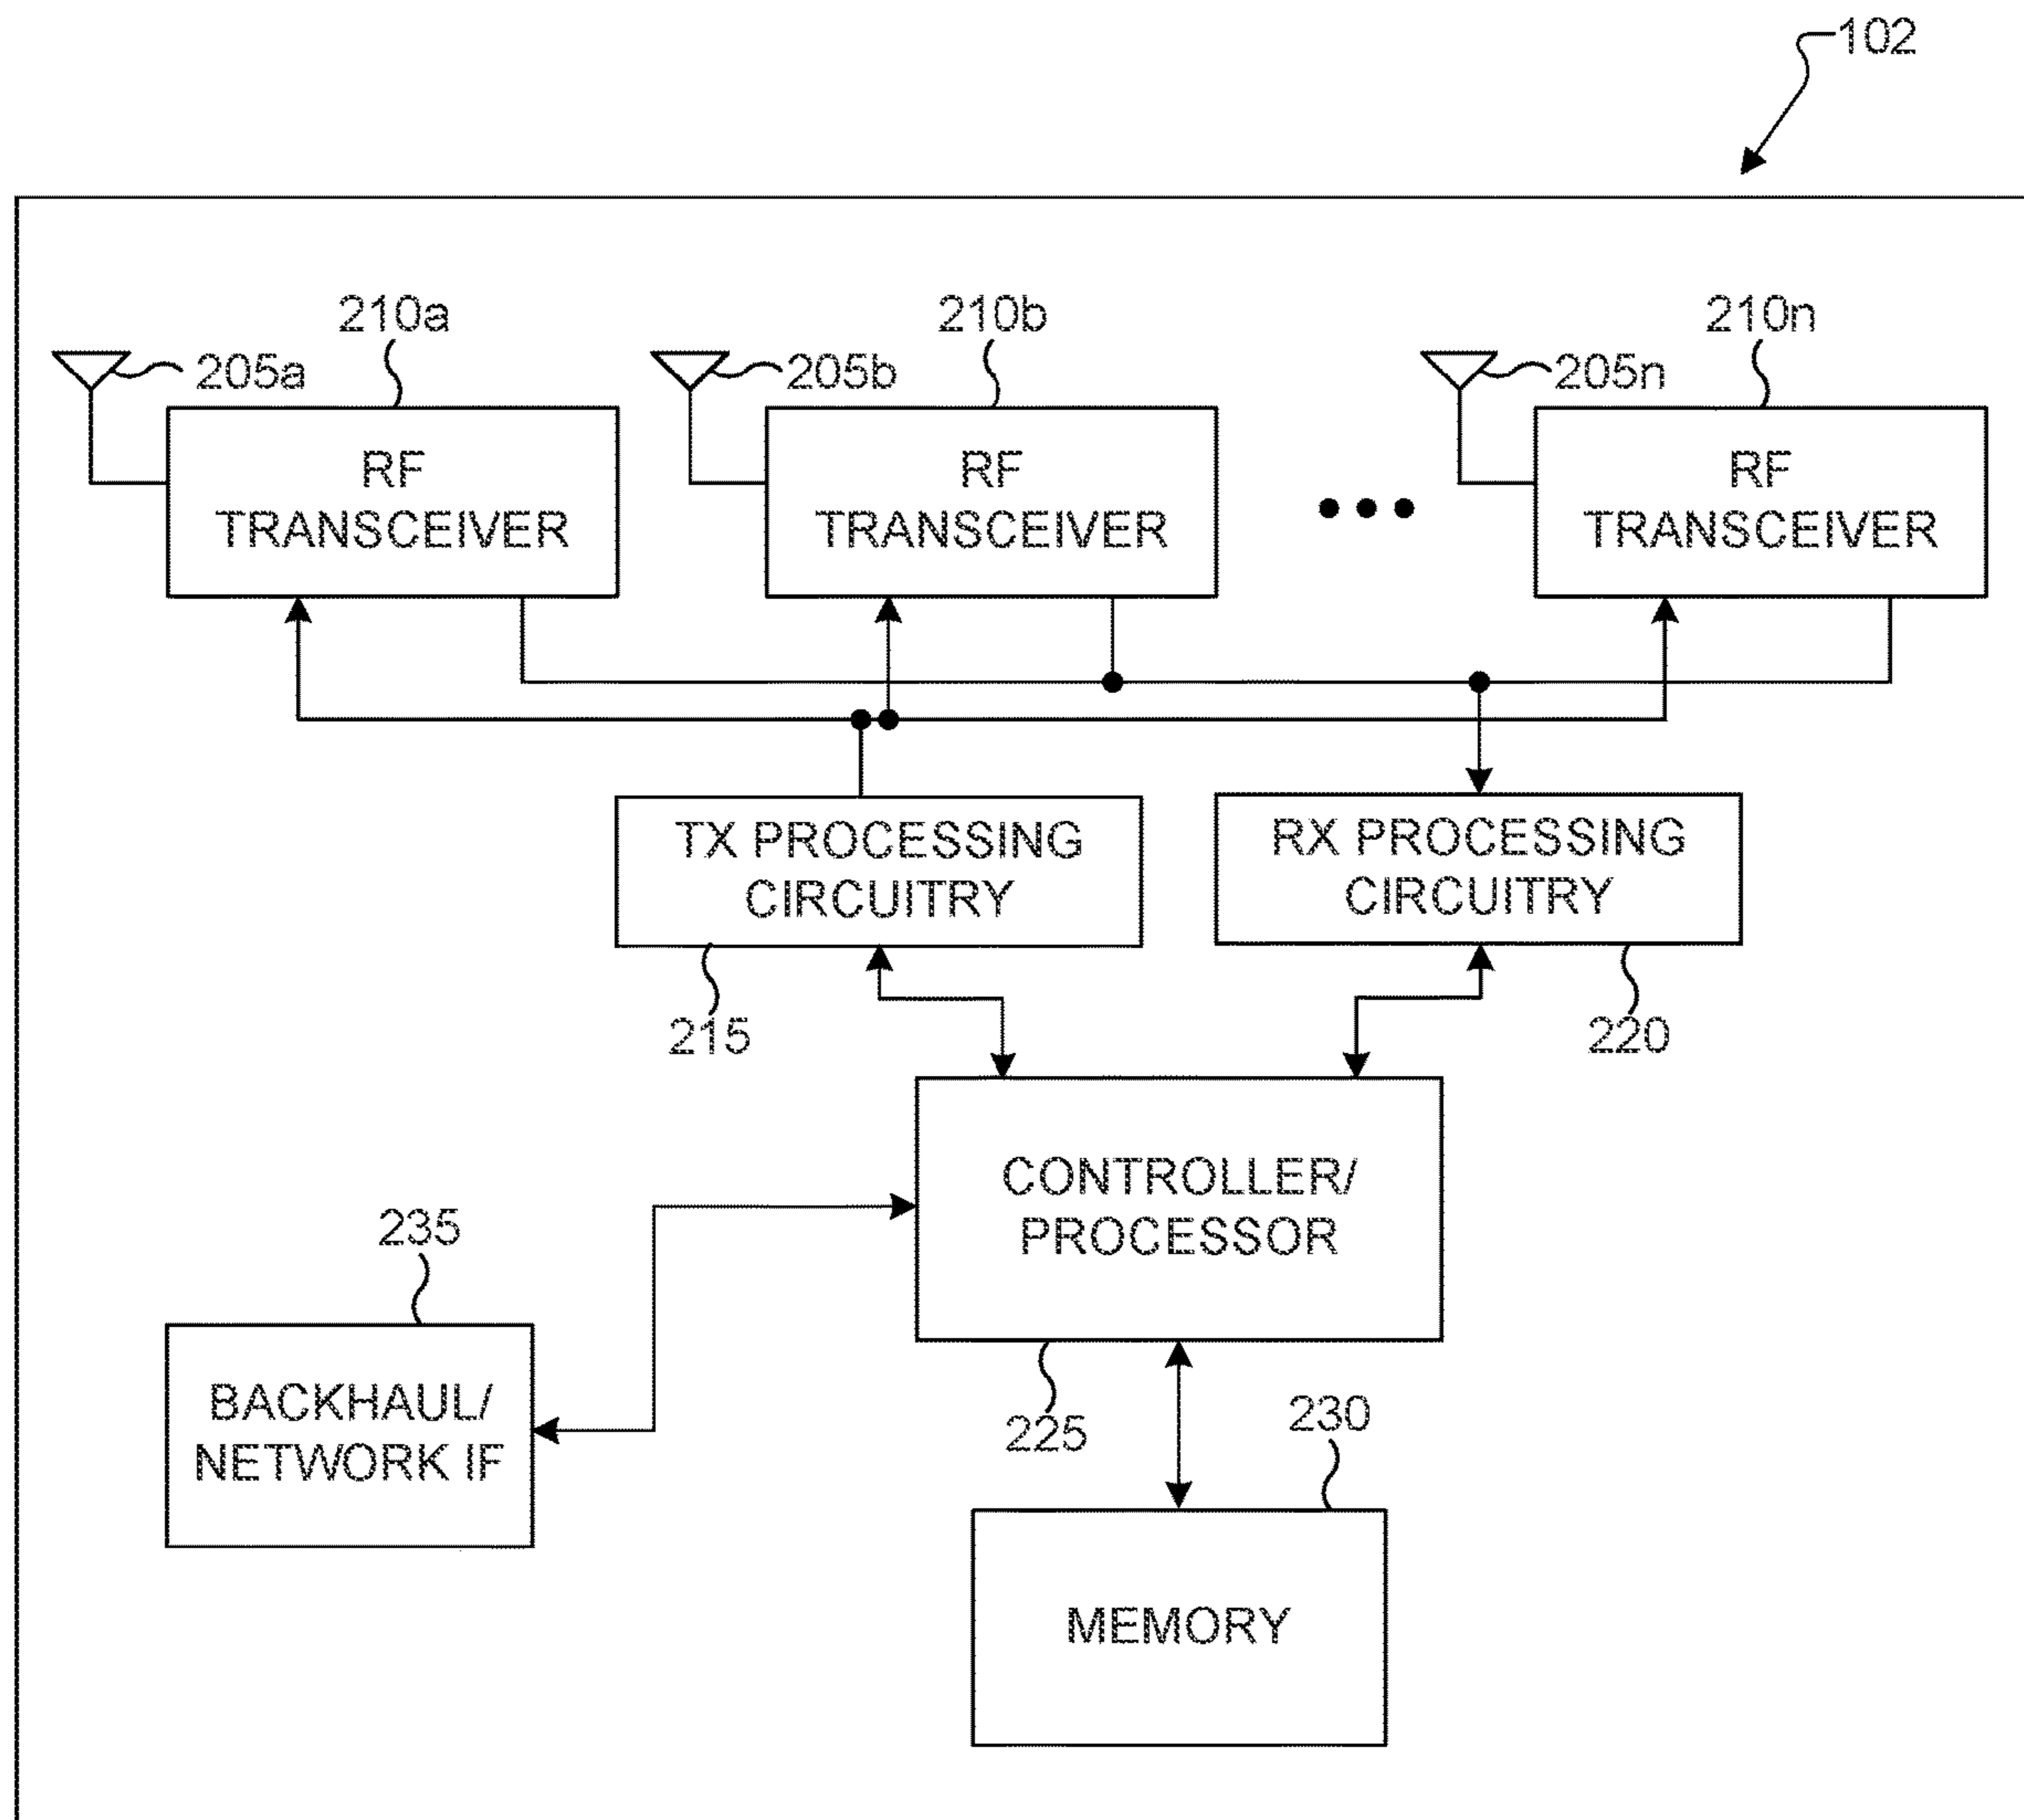 102
210a
210b
210n
205a
205b
205n
RF
TRANSCEIVER
RF
TRANSCEIVER
RF
TRANSCEIVER
TX PROCESSING
CIRCUITRY
RX PROCESSING
CIRCUITRY
215
220
CONTROLLER/
PROCESSOR
235
BACKHAUL/
NETWORK IF
225
230
MEMORY